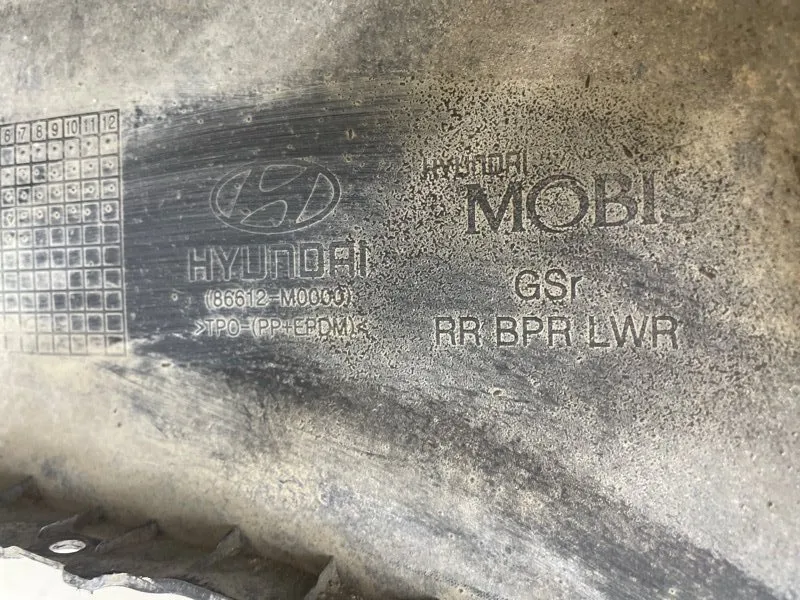 6 7 8 9 10 11 12
HYUNDAI
(86612-M0000)
>TPO-(PP+EPDM)<
HYUNDAI
MOBIS
GSr
RR BPR LWR